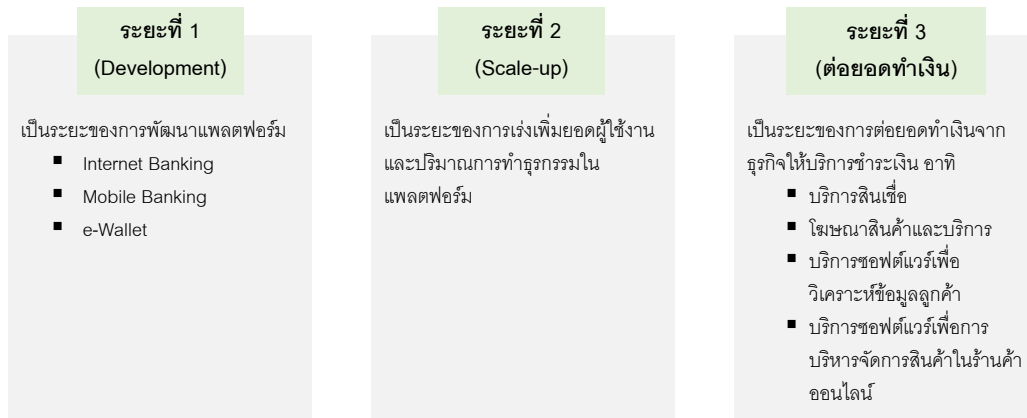 ระยะที่ 1
(Development)
เป็นระยะของการพัฒนาแพลตฟอร์ม
▪ Internet Banking
▪ Mobile Banking
▪ e-Wallet
ระยะที่ 2
(Scale-up)
เป็นระยะของการเร่งเพิ่มยอดผู้ใช้งาน
และปริมาณการทำธุรกรรมใน
แพลตฟอร์ม
ระยะที่ 3
(ต่อยอดทำเงิน)
เป็นระยะของการต่อยอดทำเงินจาก
ธุรกิจให้บริการชำระเงิน อาทิ
▪ บริการสินเชื่อ
▪ โฆษณาสินค้าและบริการ
▪ บริการซอฟต์แวร์เพื่อ
วิเคราะห์ข้อมูลลูกค้า
▪ บริการซอฟต์แวร์เพื่อการ
บริหารจัดการสินค้าในร้านค้า
ออนไลน์